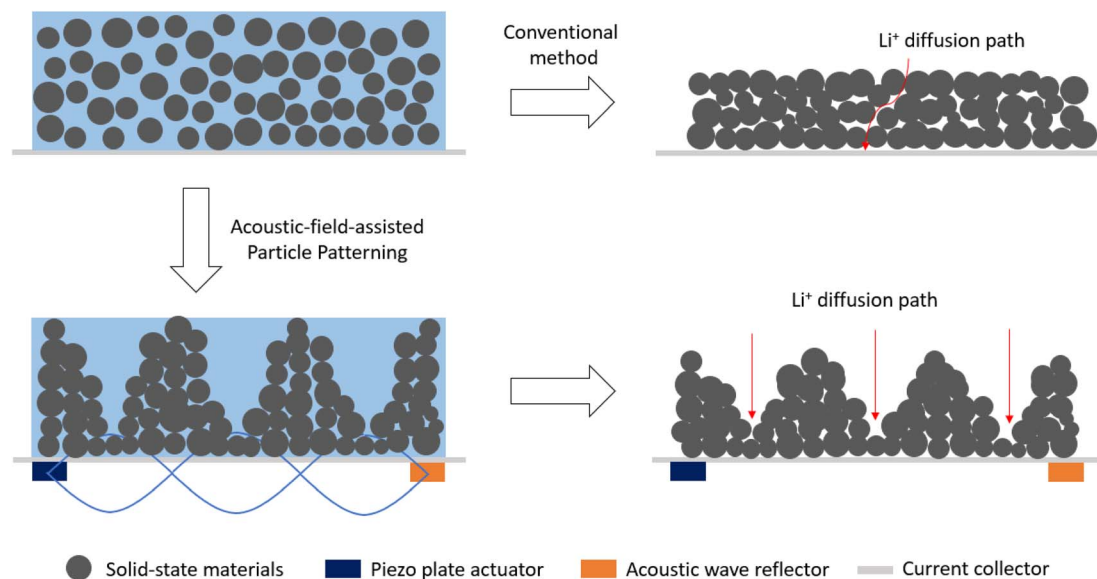 Conventional
method
Li⁺ diffusion path
Acoustic-field-assisted
Particle Patterning
Li⁺ diffusion path
Solid-state materials
Piezo plate actuator
Acoustic wave reflector
Current collector